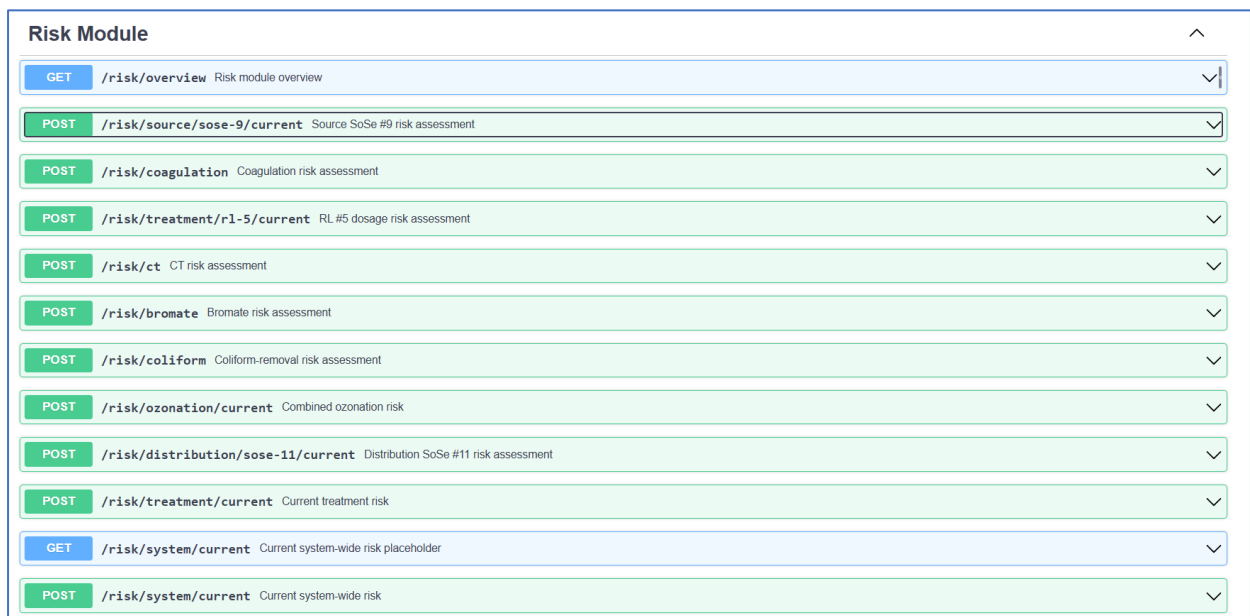 Risk Module
GET /risk/overview Risk module overview
POST /risk/source/sose-9/current Source SoSe #9 risk assessment
POST /risk/coagulation Coagulation risk assessment
POST /risk/treatment/rl-5/current RL #5 dosage risk assessment
POST /risk/ct CT risk assessment
POST /risk/bromate Bromate risk assessment
POST /risk/coliform Coliform-removal risk assessment
POST /risk/ozonation/current Combined ozonation risk
POST /risk/distribution/sose-11/current Distribution SoSe #11 risk assessment
POST /risk/treatment/current Current treatment risk
GET /risk/system/current Current system-wide risk placeholder
POST /risk/system/current Current system-wide risk